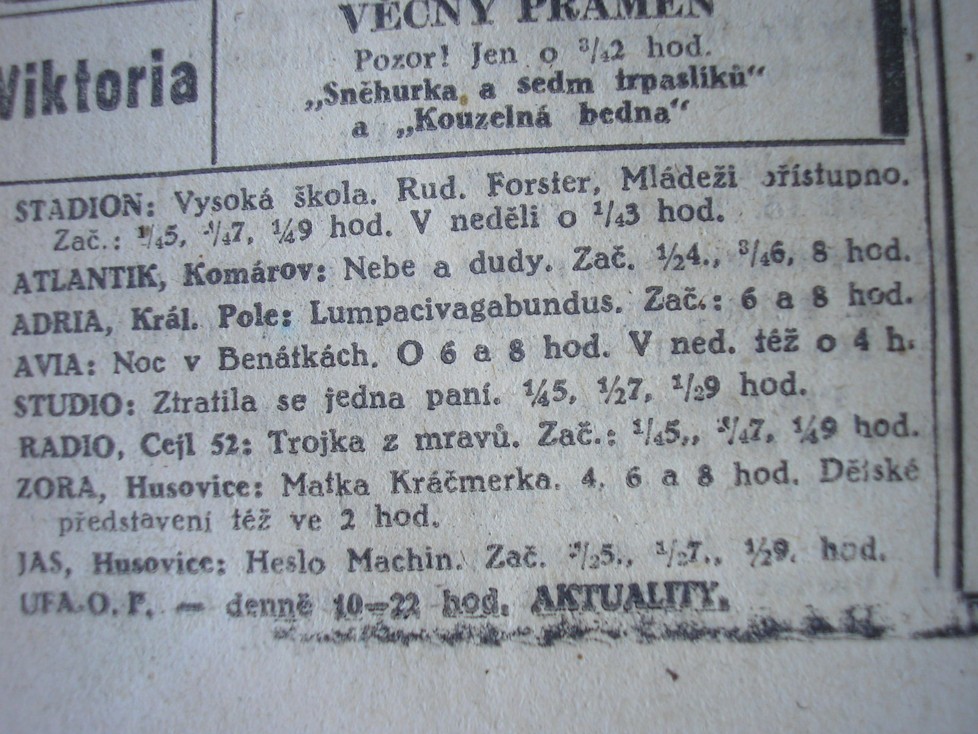 VĚČNÝ PRAMEN
Viktoria
Pozor! Jen o ¾2 hod.
„Sněhurka a sedm trpaslíků“
a „Kouzelná bedna“
STADION: Vysoká škola. Rud. Forster, Mládeži přístupno.
Zač.: ¼5, ¾7, ¼9 hod. V neděli o ¼3 hod.
ATLANTIK, Komárov: Nebe a dudy. Zač. ½4., ¾6, 8 hod.
ADRIA, Král. Pole: Lumpacivagabundus. Zač.: 6 a 8 hod.
AVIA: Noc v Benátkách. O 6 a 8 hod. V ned. též o 4 h.
STUDIO: Ztratila se jedna paní. ¼5, ½7, ½9 hod.
RADIO, Cejl 52: Trojka z mravů. Zač.: ¼5,, ¾7, ¼9 hod.
ZORA, Husovice: Matka Kráčmerka. 4, 6 a 8 hod. Dětské
představení též ve 2 hod.
JAS, Husovice: Heslo Machin. Zač. ½5., ½7., ½9. hod.
UFA.O.P. — denně 10—22 hod. AKTUALITY.